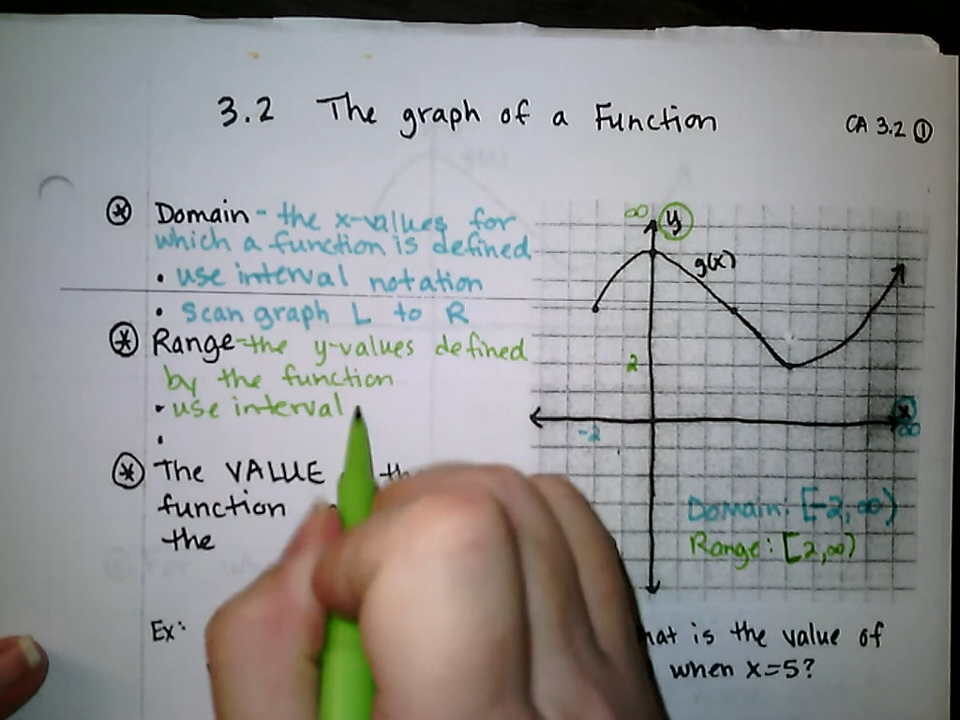 3.2 The graph of a Function
CA 3.2 ①
⊛ Domain - the x-values for
which a function is defined
• use interval notation
• scan graph L to R
⊛ Range - the y-values defined
by the function
• use interval
•
⊛ The VALUE
function
the
Ex:
∞ y
g(x)
2
-2
x
∞
Domain: [-2, ∞)
Range: [2, ∞)
is the value of
when x=5?